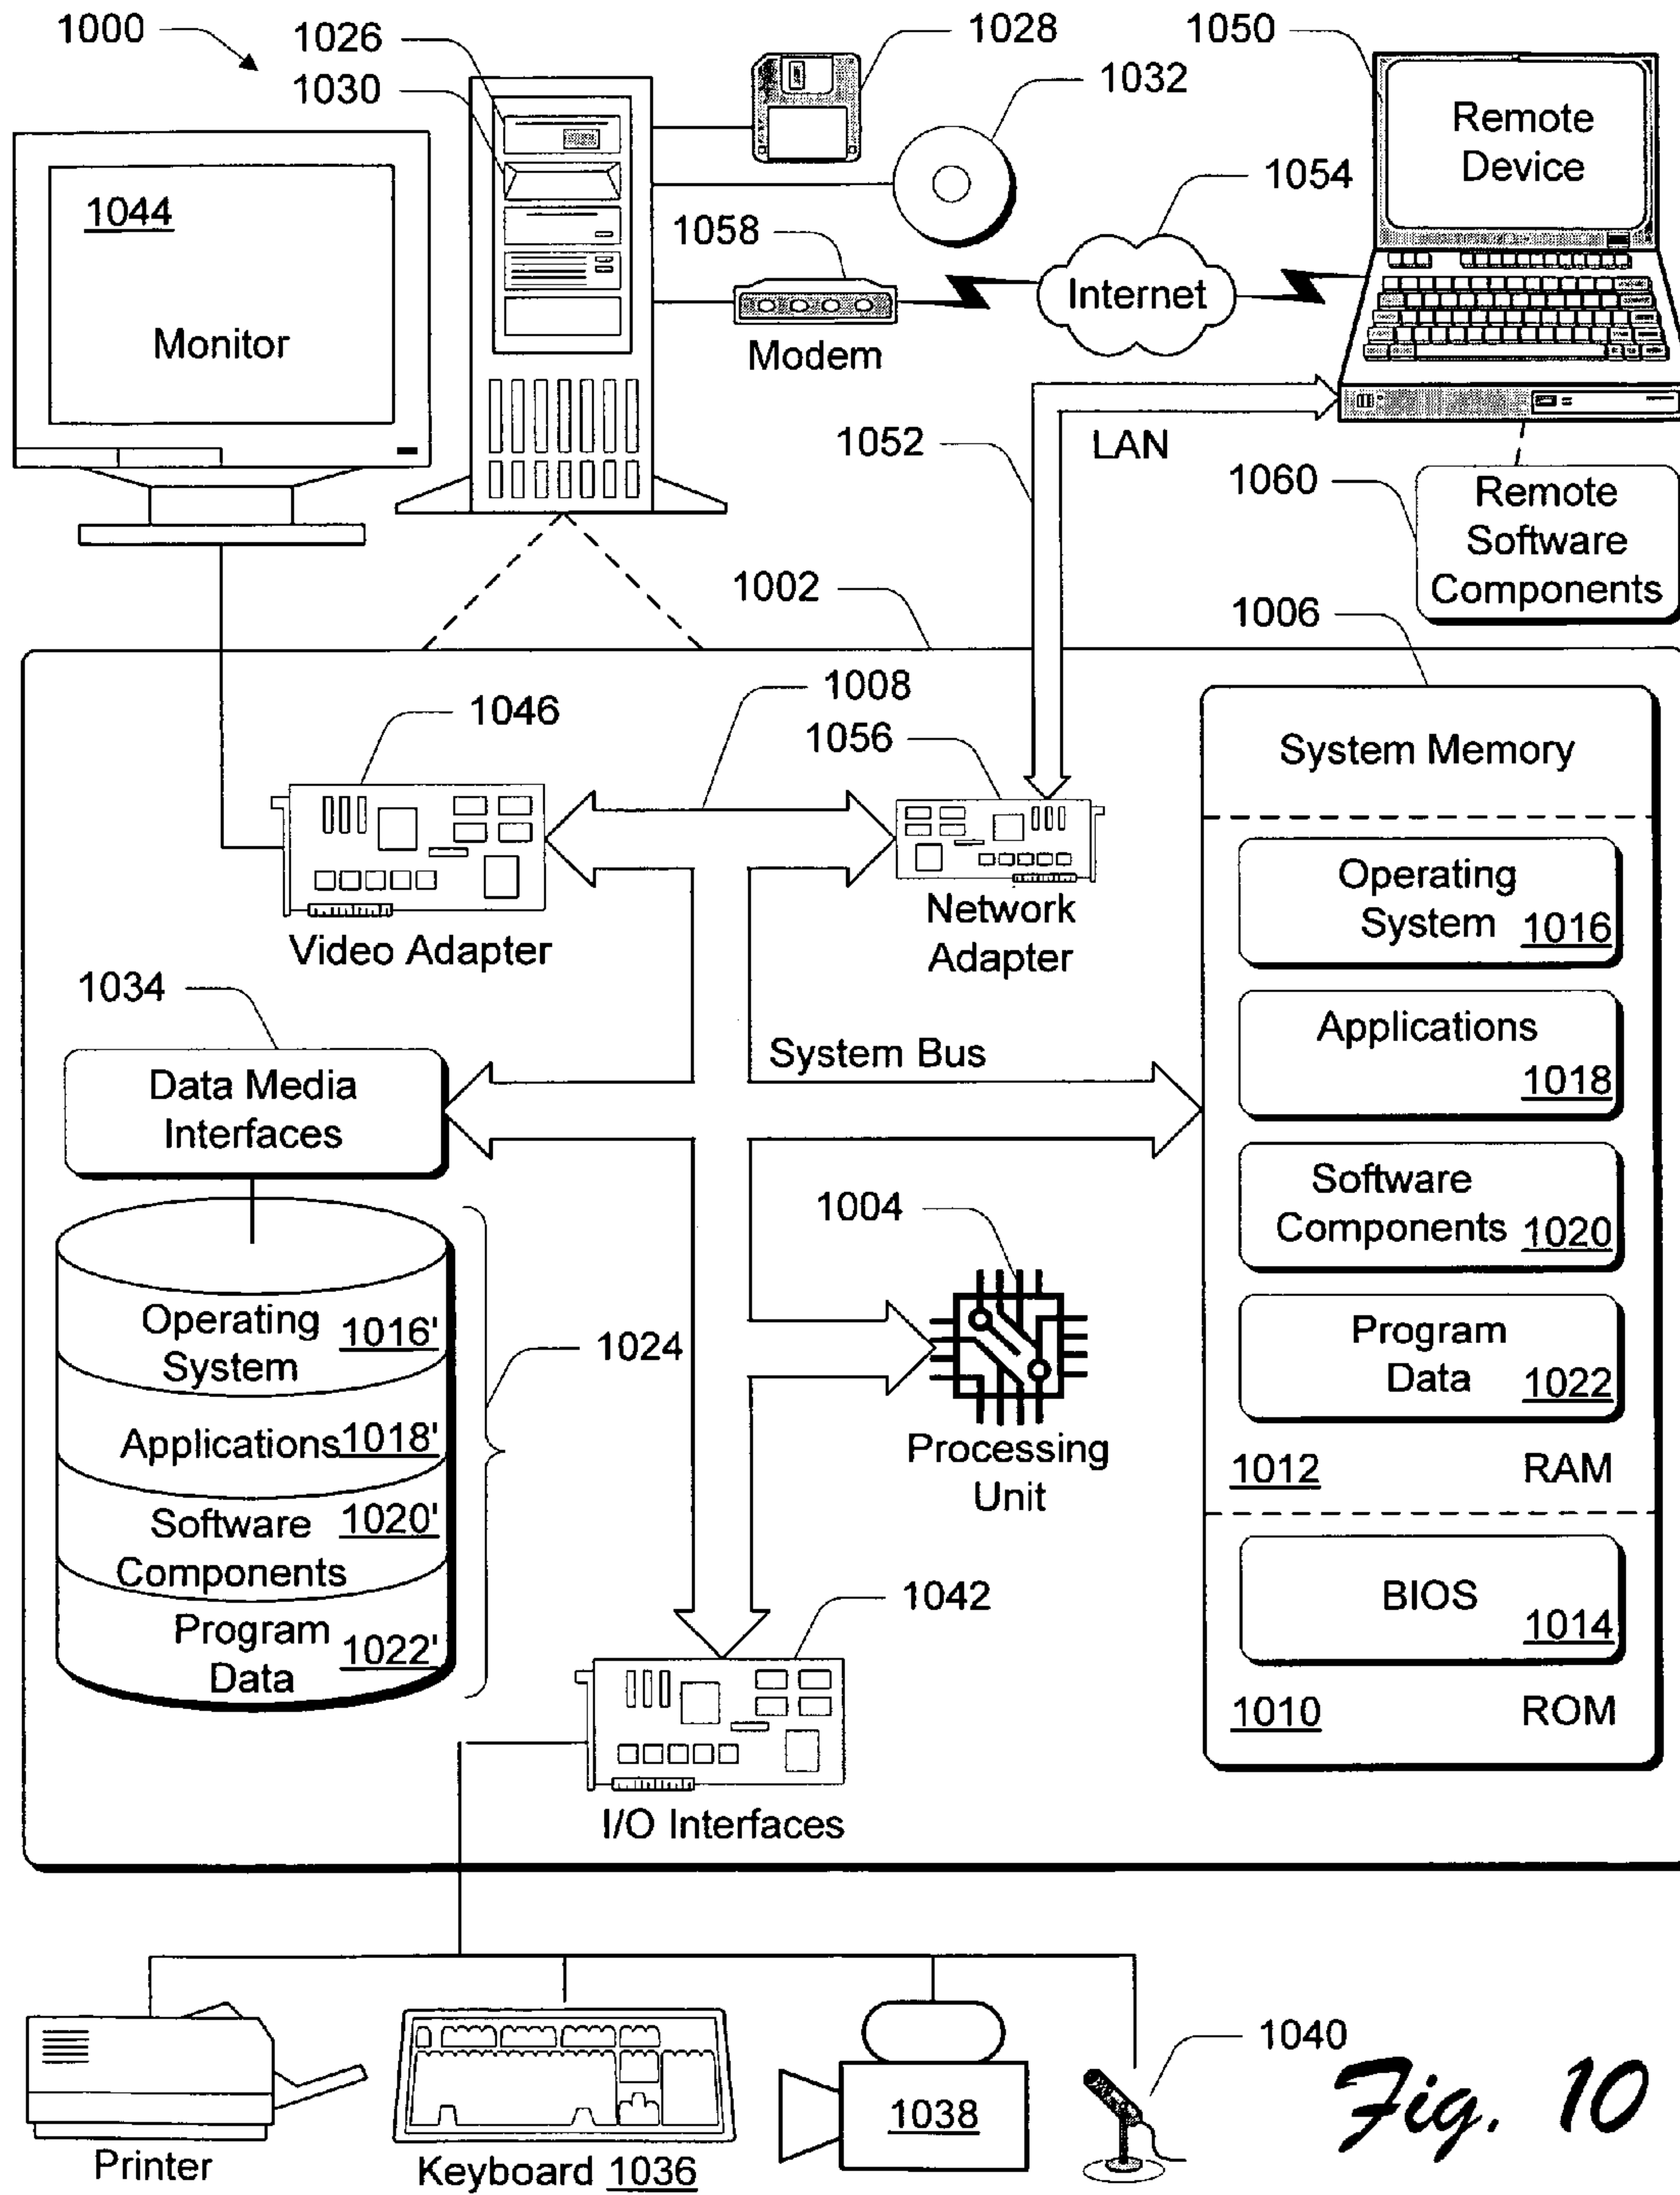 1000
1026
1030
1028
1032
1050
Remote
Device
1044
Monitor
1058
Modem
1054
Internet
1052
LAN
1060
Remote
Software
Components
1002
1006
1008
1046
1056
Video Adapter
Network
Adapter
System Memory
Operating
System 1016
Applications
1018
Software
Components 1020
Program
Data 1022
1012 RAM
BIOS
1014
1010 ROM
1034
Data Media
Interfaces
System Bus
1004
Processing
Unit
Operating
System 1016'
Applications 1018'
Software
Components 1020'
Program
Data 1022'
1024
1042
I/O Interfaces
Printer
Keyboard 1036
1038
1040
Fig. 10